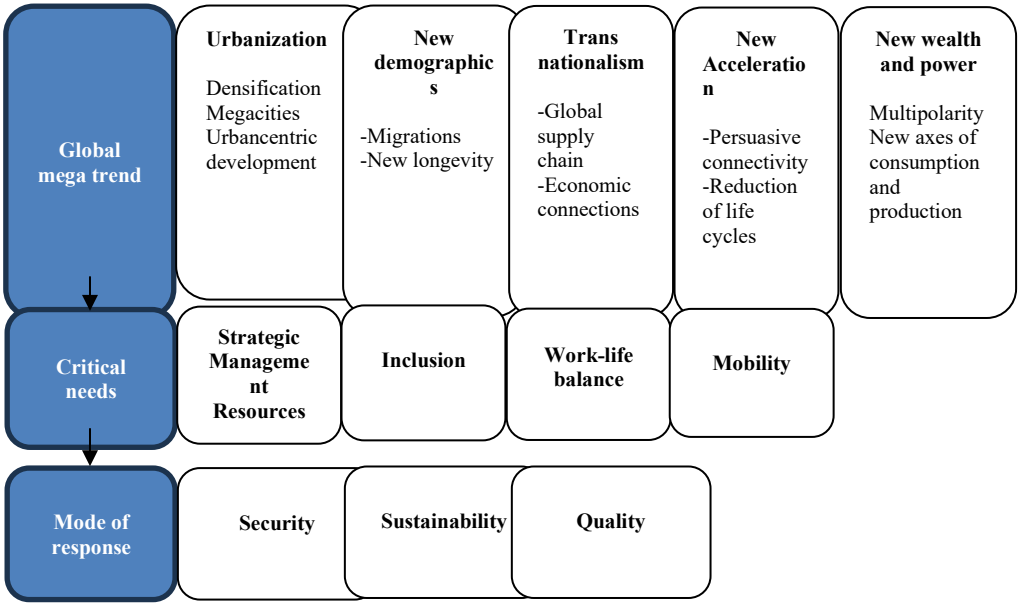 Global
mega trend
Urbanization
Densification
Megacities
Urbancentric
development
New
demographic
s
-Migrations
-New longevity
Trans
nationalism
-Global
supply
chain
-Economic
connections
New
Acceleratio
n
-Persuasive
connectivity
-Reduction
of life
cycles
New wealth
and power
Multipolarity
New axes of
consumption
and
production
Critical
needs
Strategic
Manageme
nt
Resources
Inclusion
Work-life
balance
Mobility
Mode of
response
Security
Sustainability
Quality